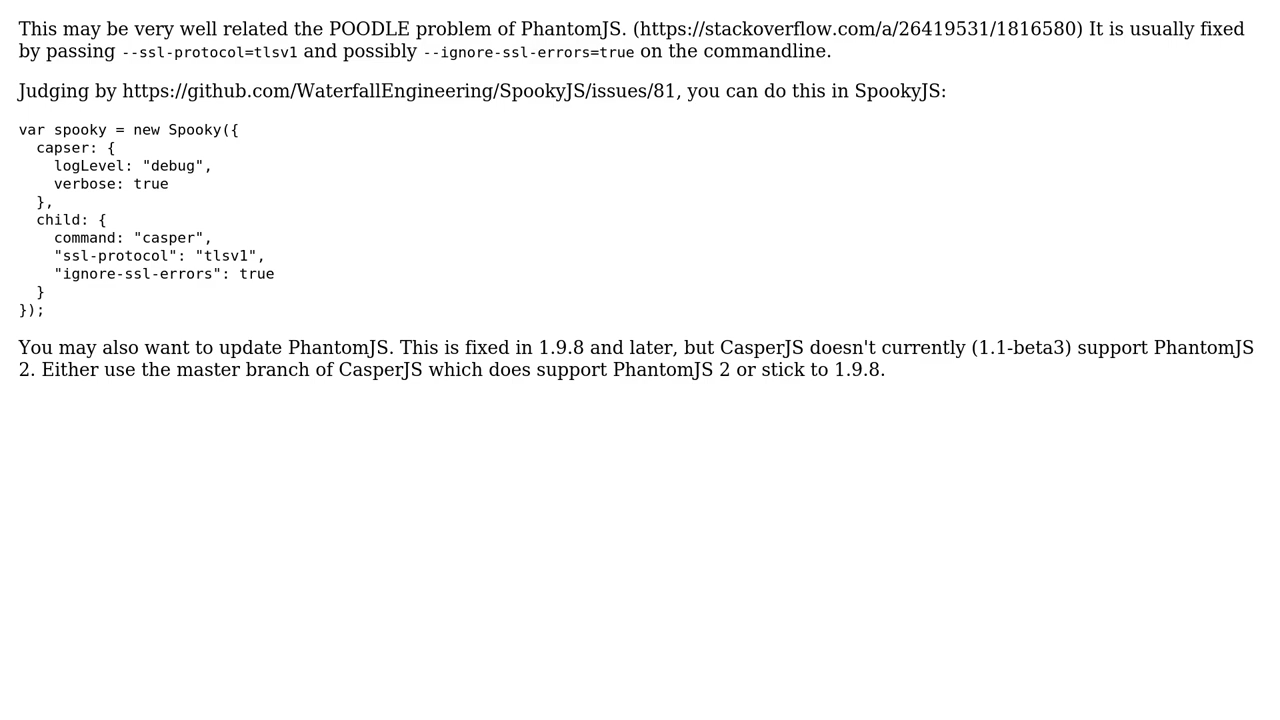 This may be very well related the POODLE problem of PhantomJS. (https://stackoverflow.com/a/26419531/1816580) It is usually fixed
by passing --ssl-protocol=tlsv1 and possibly --ignore-ssl-errors=true on the commandline.
Judging by https://github.com/WaterfallEngineering/SpookyJS/issues/81, you can do this in SpookyJS:
var spooky = new Spooky({
  capser: {
    logLevel: "debug",
    verbose: true
  },
  child: {
    command: "casper",
    "ssl-protocol": "tlsv1",
    "ignore-ssl-errors": true
  }
});
You may also want to update PhantomJS. This is fixed in 1.9.8 and later, but CasperJS doesn't currently (1.1-beta3) support PhantomJS
2. Either use the master branch of CasperJS which does support PhantomJS 2 or stick to 1.9.8.